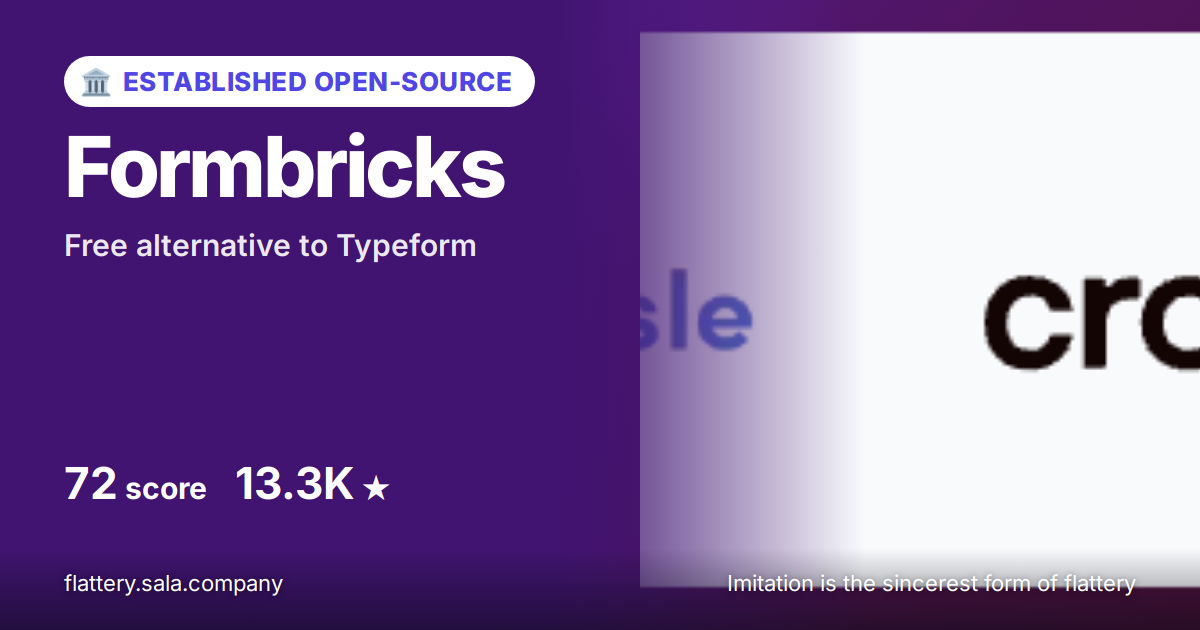 🏛️ ESTABLISHED OPEN-SOURCE
Formbricks
Free alternative to Typeform
sle
cro
72 score 13.3K ★
flattery.sala.company
Imitation is the sincerest form of flattery